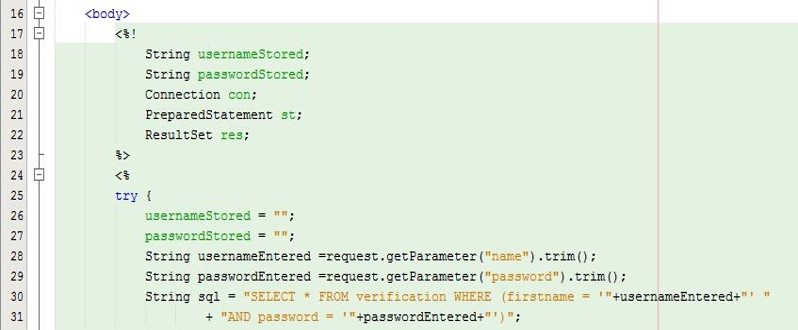 16 <body>
17 <%!
18 String usernameStored;
19 String passwordStored;
20 Connection con;
21 PreparedStatement st;
22 ResultSet res;
23 %>
24 <%
25 try {
26 usernameStored = "";
27 passwordStored = "";
28 String usernameEntered =request.getParameter("name").trim();
29 String passwordEntered =request.getParameter("password").trim();
30 String sql = "SELECT * FROM verification WHERE (firstname = '"+usernameEntered+"' "
31 + "AND password = '"+passwordEntered+"')";